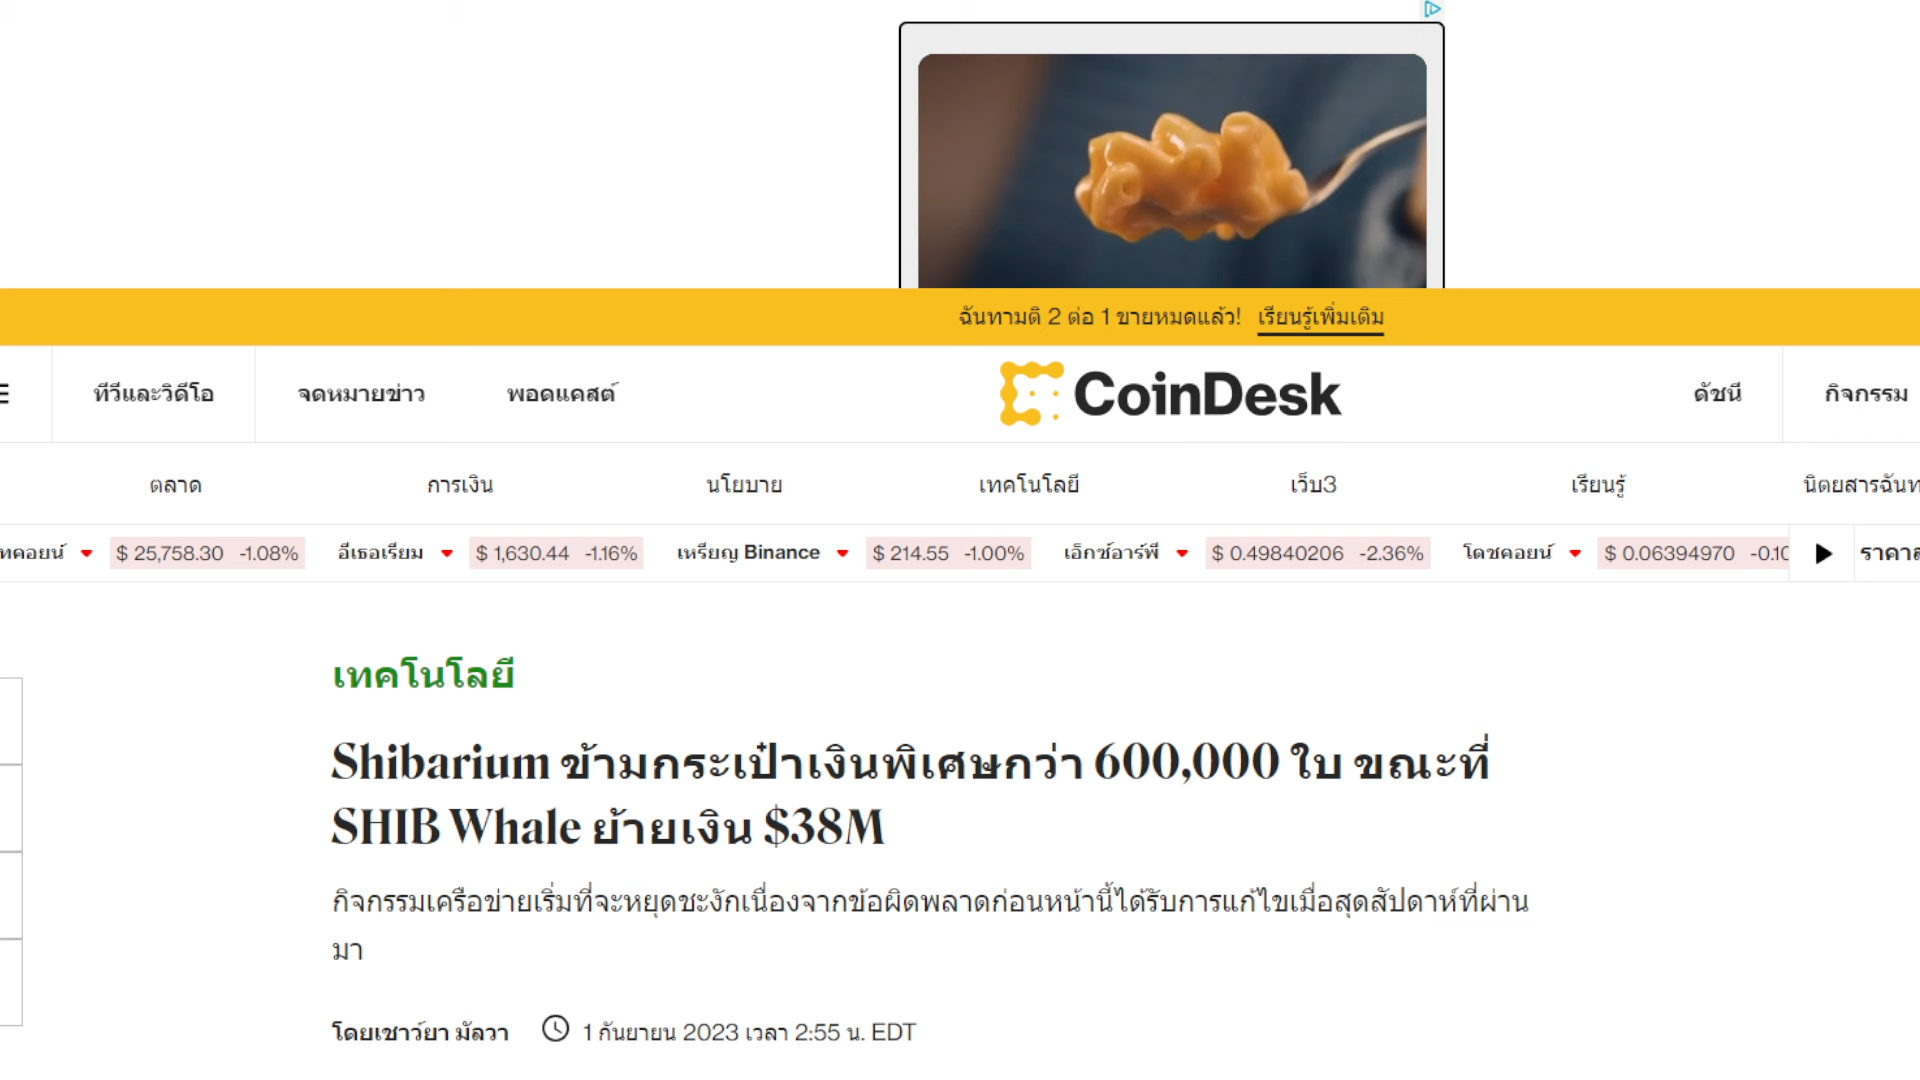 ฉันทามติ 2 ต่อ 1 ขายหมดแล้ว! เรียนรู้เพิ่มเติม
ทีวีและวิดีโอ จดหมายข่าว พอดแคสต์ CoinDesk ดัชนี กิจกรรม
ตลาด การเงิน นโยบาย เทคโนโลยี เว็บ3 เรียนรู้ นิตยสารฉันท
ทคอยน์ $ 25,758.30 -1.08% อีเธอเรียม $ 1,630.44 -1.16% เหรียญ Binance $ 214.55 -1.00% เอ็กซ์อาร์พี $ 0.49840206 -2.36% โดชคอยน์ $ 0.06394970 -0.10 ราคาส
เทคโนโลยี
Shibarium ข้ามกระเป๋าเงินพิเศษกว่า 600,000 ใบ ขณะที่
SHIB Whale ย้ายเงิน $38M
กิจกรรมเครือข่ายเริ่มที่จะหยุดชะงักเนื่องจากข้อผิดพลาดก่อนหน้านี้ได้รับการแก้ไขเมื่อสุดสัปดาห์ที่ผ่าน
มา
โดยเชาว์ยา มัลวา 1 กันยายน 2023 เวลา 2:55 น. EDT